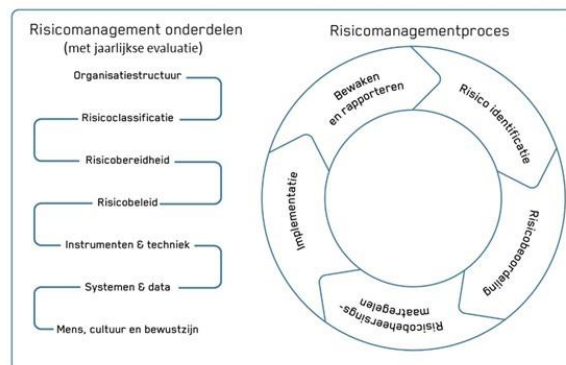 Risicomanagement onderdelen
(met jaarlijkse evaluatie)
Organisatiestructuur
Risicoclassificatie
Risicobereidheid
Risicobeleid
Instrumenten & techniek
Systemen & data
Mens, cultuur en bewustzijn
Risicomanagementproces
Bewaken
en rapporteren
Risico identificatie
Risicobeoordeling
Risicobeheersings-
maatregelen
Implementatie